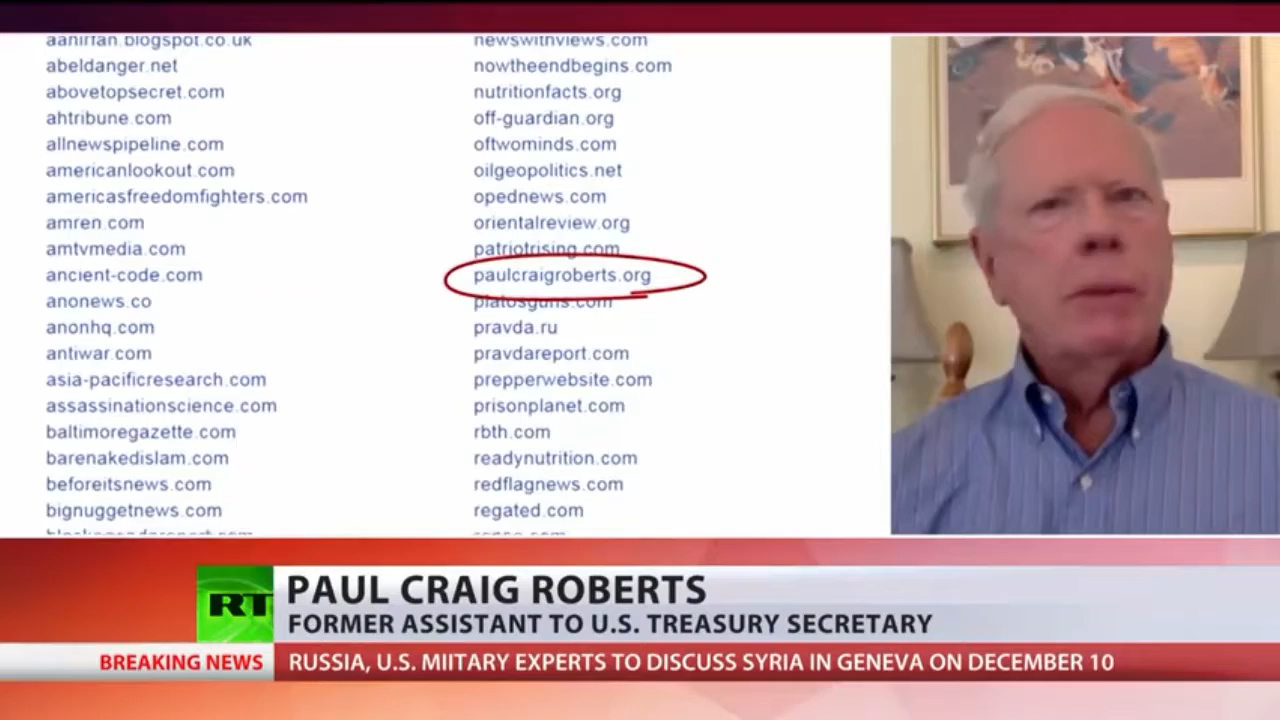 aanirfan.blogspot.co.uk
abeldanger.net
abovetopsecret.com
ahtribune.com
allnewspipeline.com
americanlookout.com
americasfreedomfighters.com
amren.com
amtvmedia.com
ancient-code.com
anonews.co
anonhq.com
antiwar.com
asia-pacificresearch.com
assassinationscience.com
baltimoregazette.com
barenakedislam.com
beforeitsnews.com
bignuggetnews.com
newswithviews.com
nowtheendbegins.com
nutritionfacts.org
off-guardian.org
oftwominds.com
oilgeopolitics.net
opednews.com
orientalreview.org
patriotrising.com
paulcraigroberts.org
platosguns.com
pravda.ru
pravdareport.com
prepperwebsite.com
prisonplanet.com
rbth.com
readynutrition.com
redflagnews.com
regated.com
RT
PAUL CRAIG ROBERTS
FORMER ASSISTANT TO U.S. TREASURY SECRETARY
BREAKING NEWS
RUSSIA, U.S. MIITARY EXPERTS TO DISCUSS SYRIA IN GENEVA ON DECEMBER 10